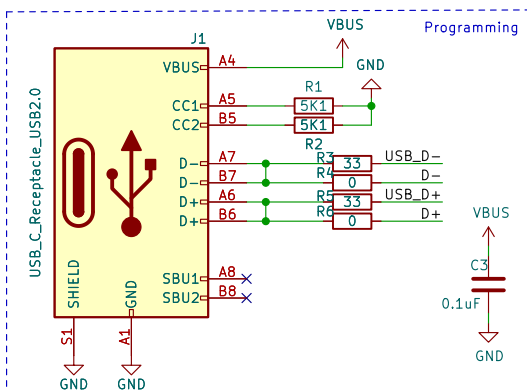 Programming
VBUS
J1
GND
VBUS A4
R1
CC1 A5 5K1
CC2 B5 5K1
R2
D- A7 R3 33 USB_D-
D- B7 R4 0 D-
D+ A6 R5 33 USB_D+
D+ B6 R6 0 D+
USB_C_Receptacle_USB2.0
VBUS
SBU1 A8
SBU2 B8
C3
0.1uF
SHIELD
GND
S1
A1
GND
GND
GND